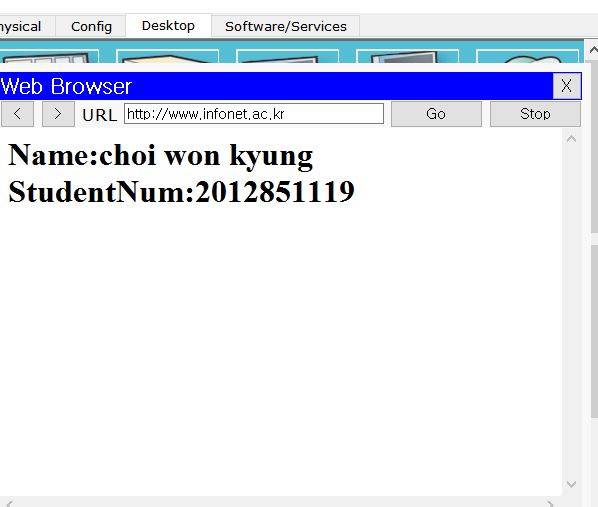 hysical Config Desktop Software/Services
Web Browser X
< > URL http://www.infonet.ac.kr Go Stop
Name:choi won kyung
StudentNum:2012851119